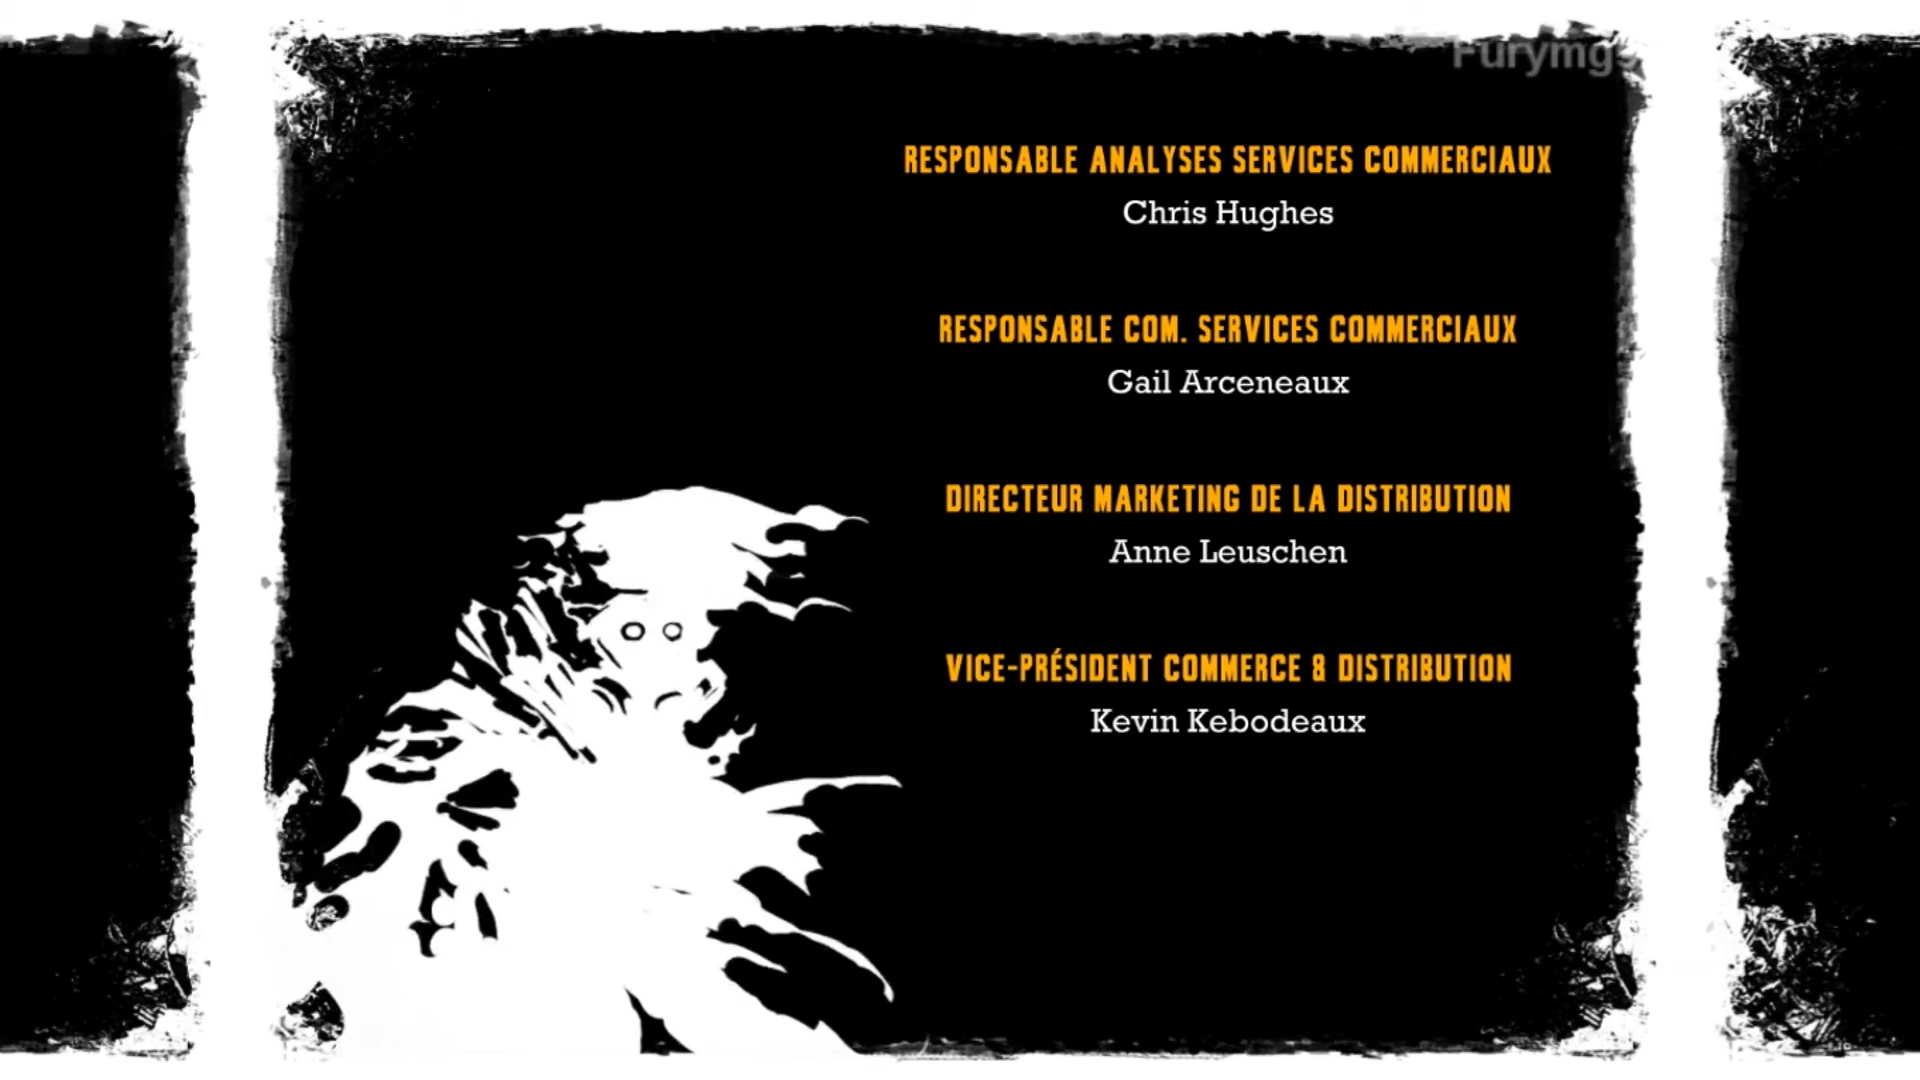 Furymgs
RESPONSABLE ANALYSES SERVICES COMMERCIAUX
Chris Hughes
RESPONSABLE COM. SERVICES COMMERCIAUX
Gail Arceneaux
DIRECTEUR MARKETING DE LA DISTRIBUTION
Anne Leuschen
VICE-PRÉSIDENT COMMERCE & DISTRIBUTION
Kevin Kebodeaux